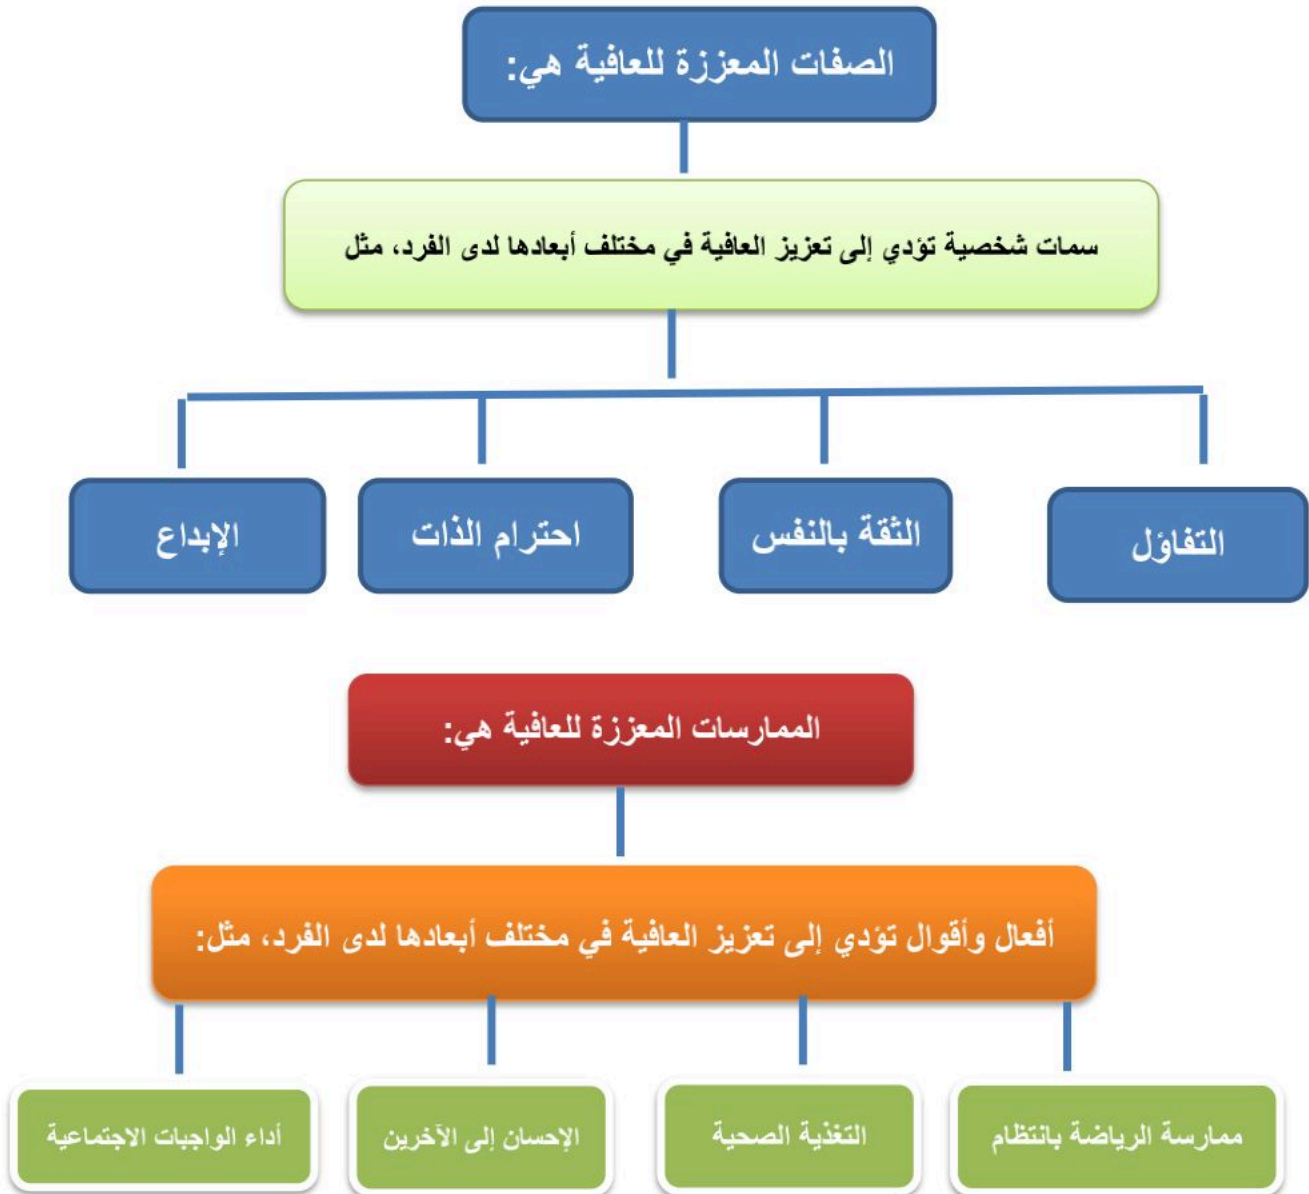 الصفات المعززة للعافية هي:
سمات شخصية تؤدي إلى تعزيز العافية في مختلف أبعادها لدى الفرد، مثل
التفاؤل
الثقة بالنفس
احترام الذات
الإبداع
الممارسات المعززة للعافية هي:
أفعال وأقوال تؤدي إلى تعزيز العافية في مختلف أبعادها لدى الفرد، مثل:
ممارسة الرياضة بانتظام
التغذية الصحية
الإحسان إلى الآخرين
أداء الواجبات الاجتماعية